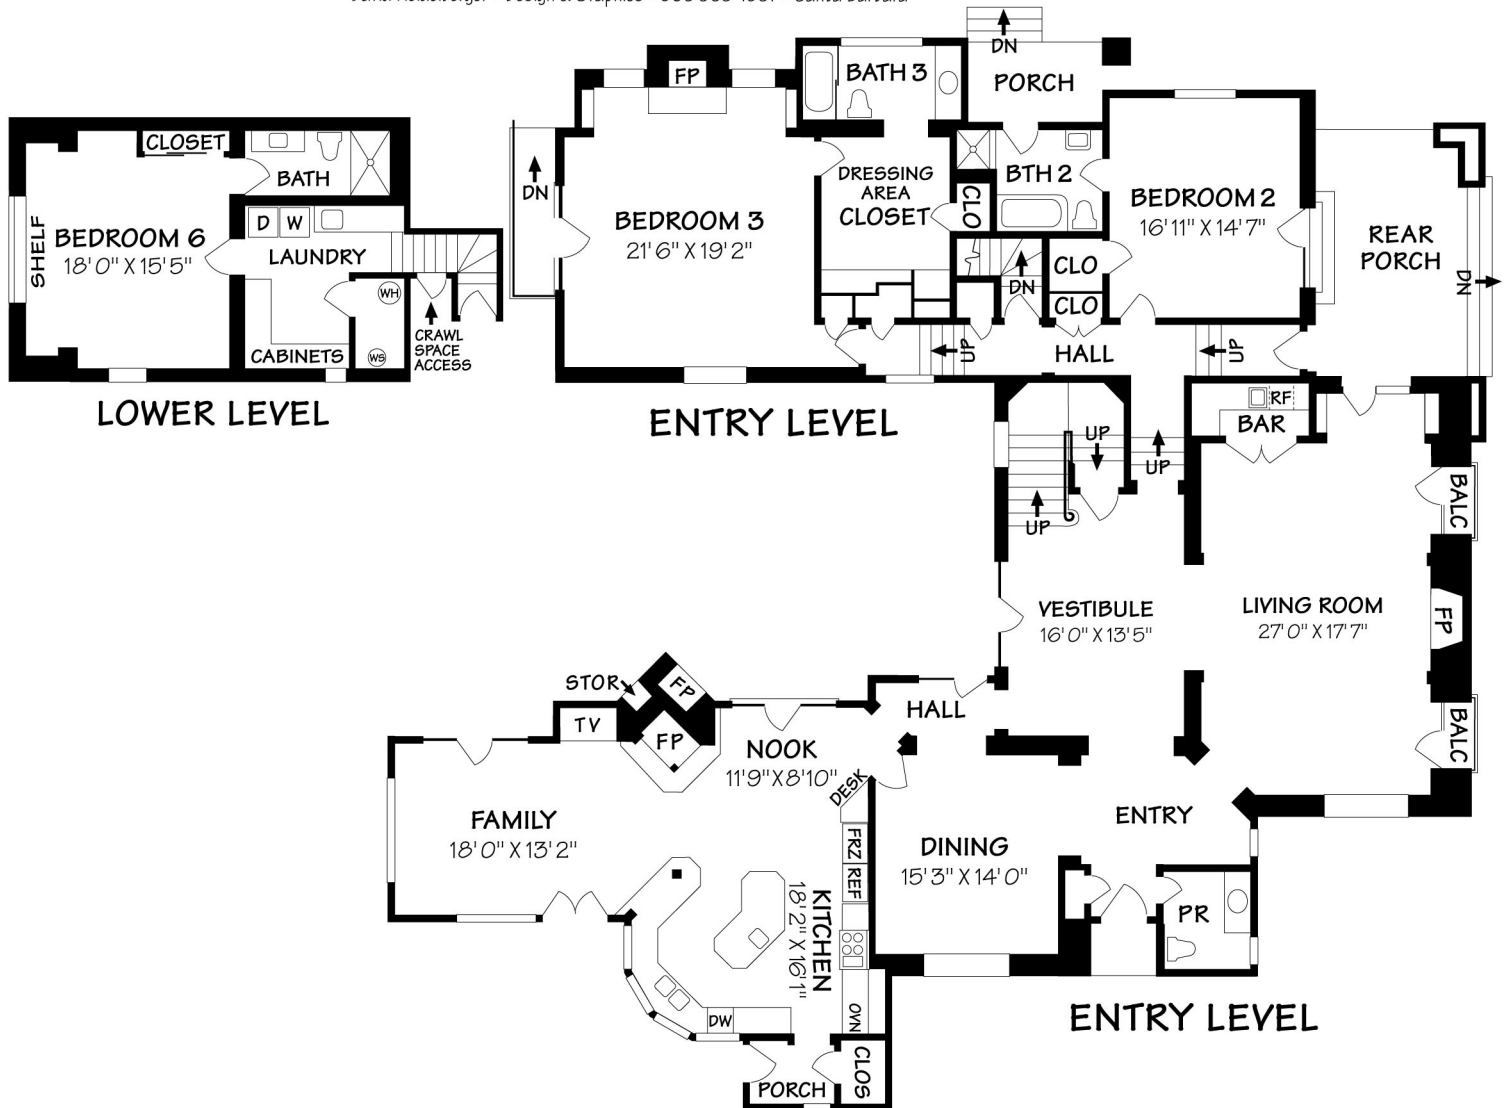 Design & Graphics
Santa Barbara
BATH 3
DN
PORCH
FP
CLOSET
BATH
DN
BTH 2
DRESSING
AREA
CLOSET
CLO
BEDROOM 2
16'11" X 14'7"
D W
BEDROOM 3
21'6" X 19'2"
BEDROOM 6
18'0" X 15'5"
SHELF
LAUNDRY
REAR
PORCH
DN
CLO
DN
CLO
WH
WS
CABINETS
CRAWL
SPACE
ACCESS
UP
HALL
UP
LOWER LEVEL
ENTRY LEVEL
RF
BAR
UP
UP
UP
BALC
VESTIBULE
16'0" X 13'5"
LIVING ROOM
27'0" X 17'7"
FP
STOR
FP
TV
FP
HALL
NOOK
11'9" X 8'10"
BALC
DESK
FAMILY
18'0" X 13'2"
ENTRY
FRZ
REF
DINING
15'3" X 14'0"
KITCHEN
18'2" X 16'1"
PR
DW
OVN
ENTRY LEVEL
PORCH
CLOS